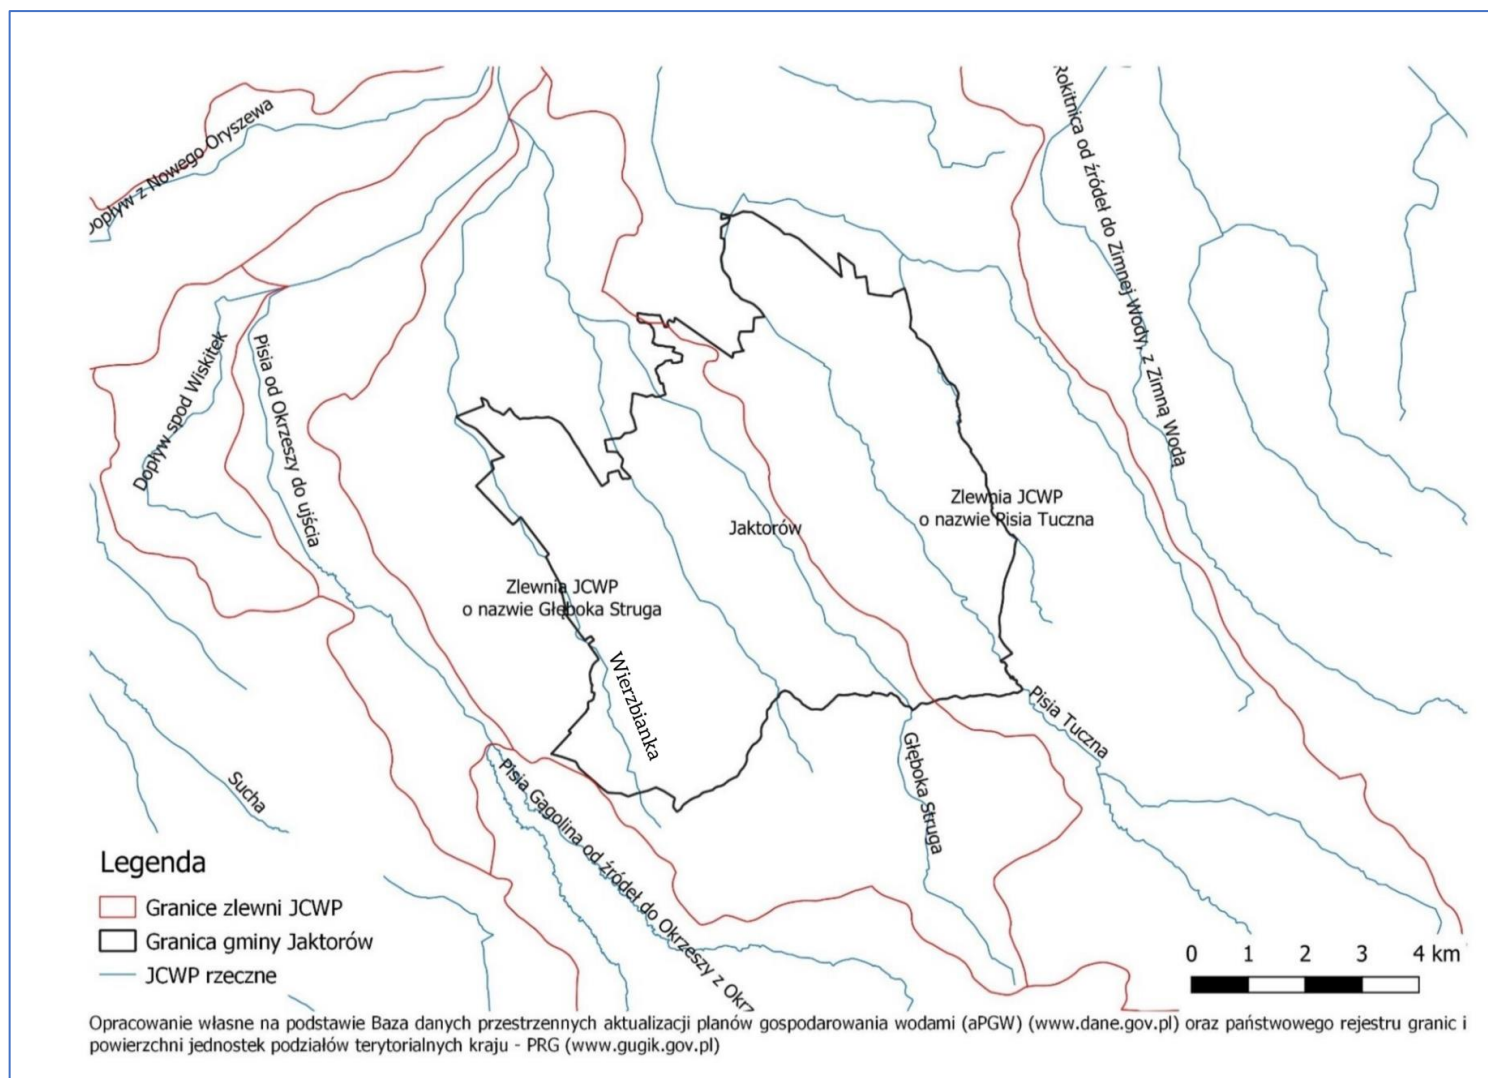 Dopływ z Nowego Oryszewa
Rokitnica od źródeł do Zimnej Wody, z Zimną Wodą
Dopływ spod Wiskitek
Pisia od Okrzeszy do ujścia
Zlewnia JCWP
o nazwie Pisia Tuczna
Jaktorów
Zlewnia JCWP
o nazwie Głęboka Struga
Wierzbianka
Pisia Tuczna
Głęboka Struga
Sucha
Pisia Gągolina od źródeł do Okrzeszy z Okrz
Legenda
Granice zlewni JCWP
Granica gminy Jaktorów
JCWP rzeczne
0 1 2 3 4 km
Opracowanie własne na podstawie Baza danych przestrzennych aktualizacji planów gospodarowania wodami (aPGW) (www.dane.gov.pl) oraz państwowego rejestru granic i
powierzchni jednostek podziałów terytorialnych kraju - PRG (www.gugik.gov.pl)